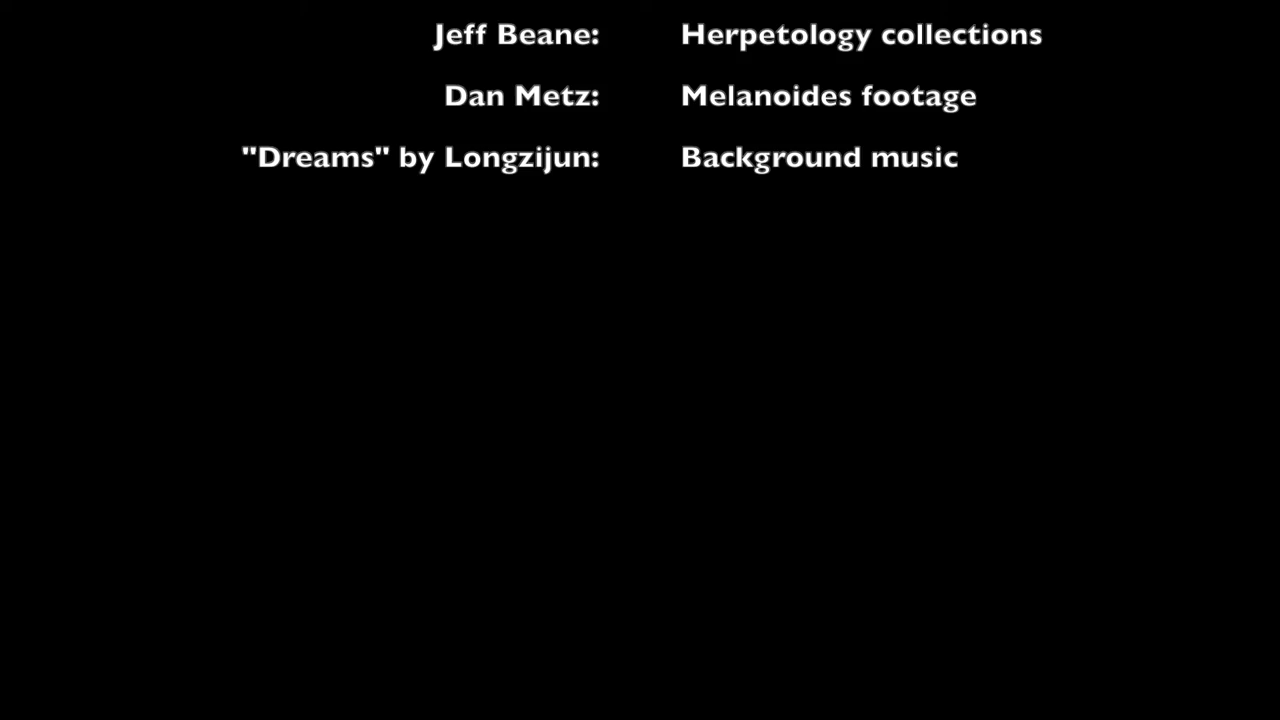 Jeff Beane: Herpetology collections
Dan Metz: Melanoides footage
"Dreams" by Longzijun: Background music